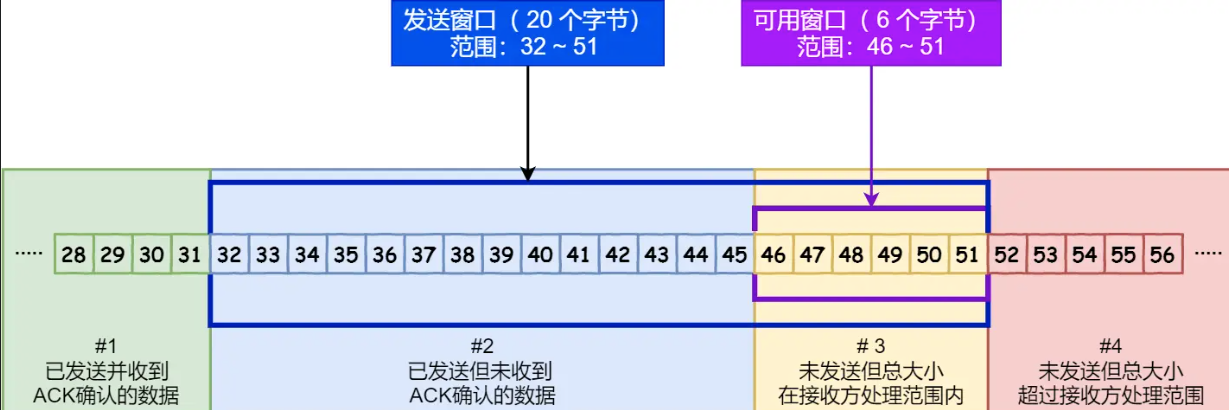 发送窗口（20 个字节）
范围：32 ~ 51
可用窗口（6 个字节）
范围：46 ~ 51
..... 28 29 30 31 32 33 34 35 36 37 38 39 40 41 42 43 44 45 46 47 48 49 50 51 52 53 54 55 56 .....
#1
已发送并收到
ACK确认的数据
#2
已发送但未收到
ACK确认的数据
# 3
未发送但总大小
在接收方处理范围内
#4
未发送但总大小
超过接收方处理范围